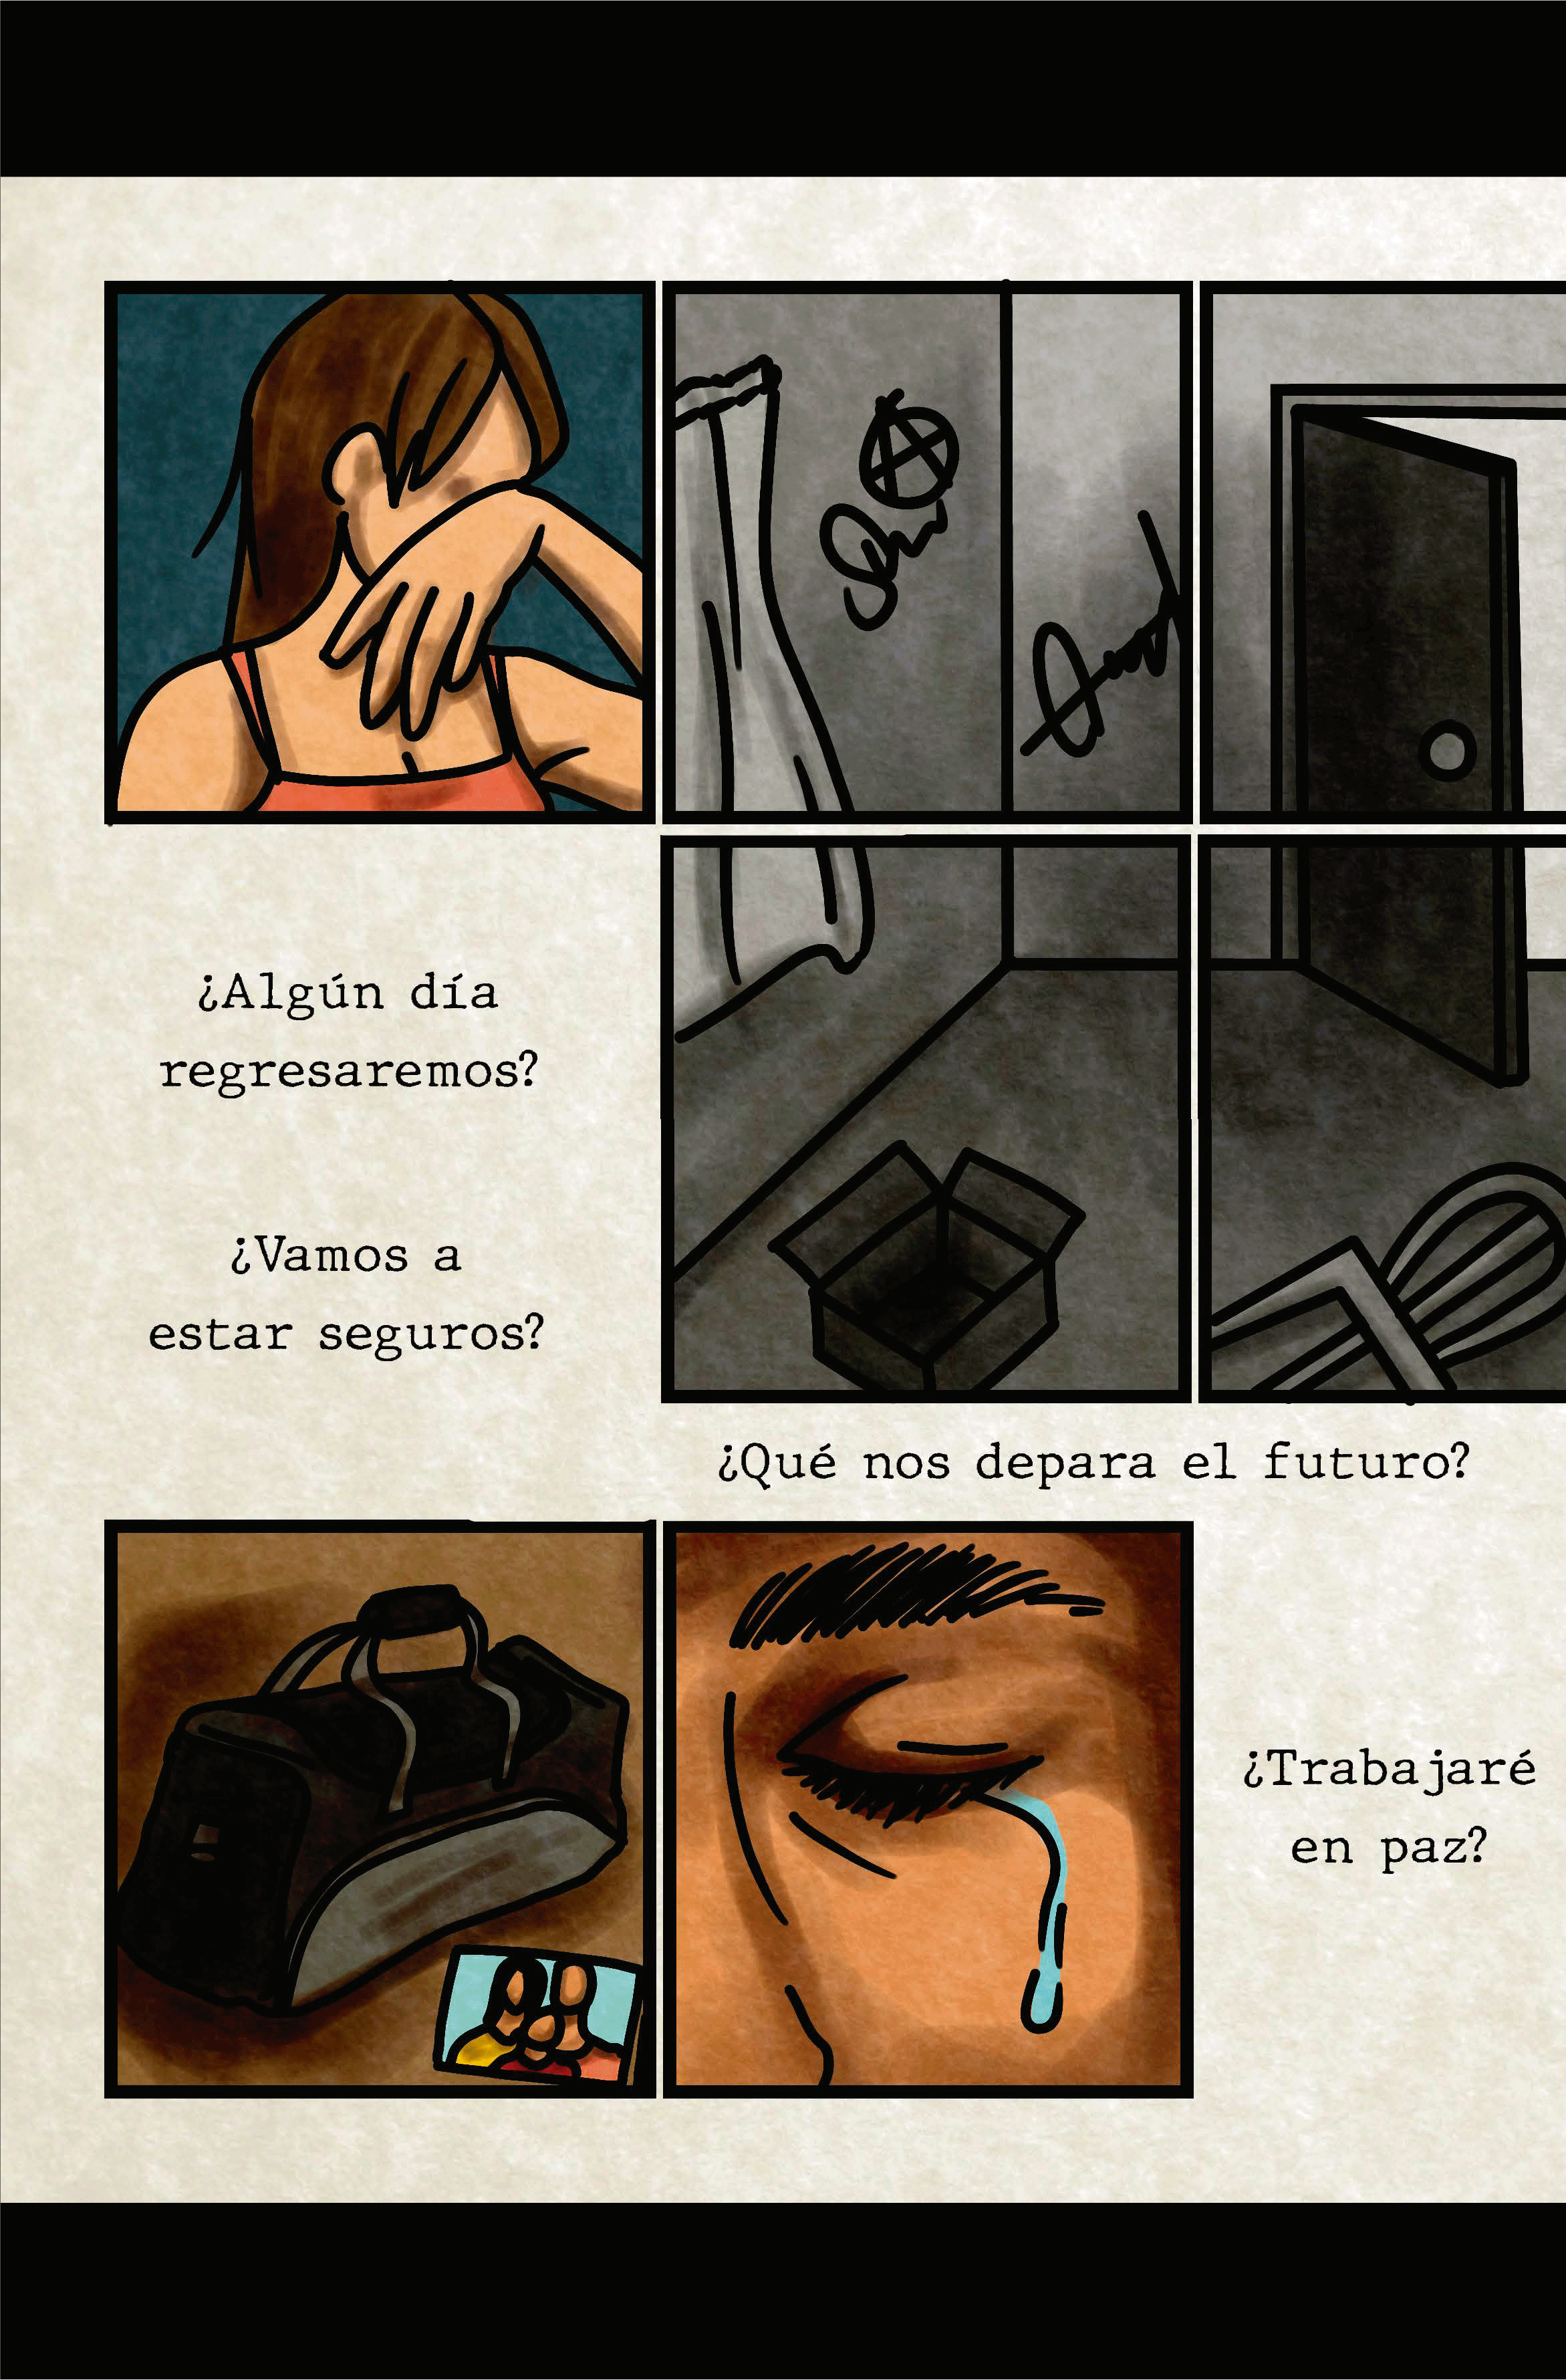 ¿Algún día
regresaremos?
¿Vamos a
estar seguros?
¿Qué nos depara el futuro?
¿Trabajaré
en paz?